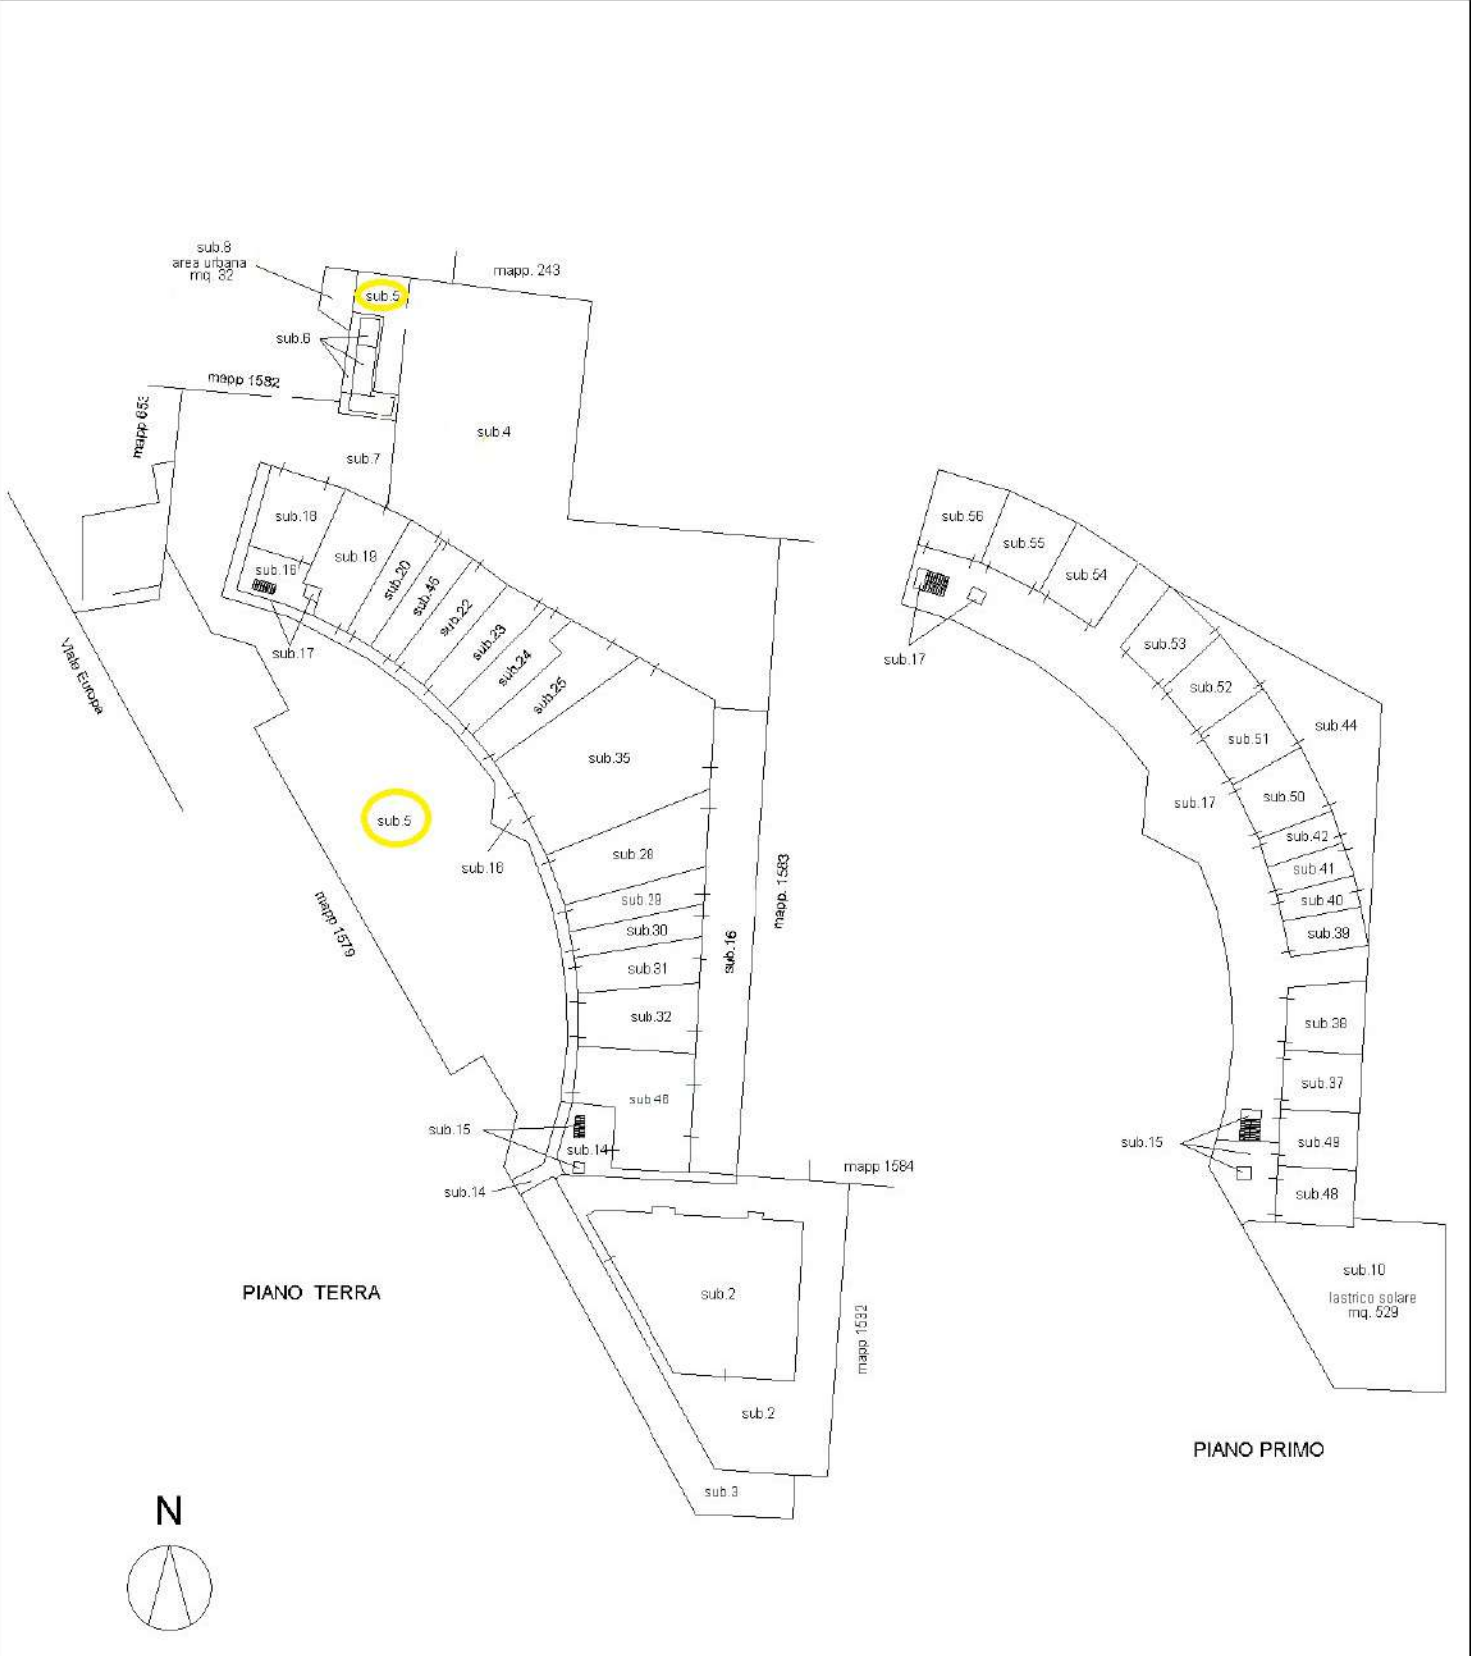 sub.8
area urbana
mq. 32
mapp. 243
sub.5
sub.6
mapp 1582
mapp 653
sub.4
sub.7
sub.18
sub.19
sub.16
sub.20
sub.45
sub.22
sub.23
sub.24
sub.25
sub.17
Viale Europa
sub.35
sub.5
sub.16
sub.28
sub.29
sub.30
sub.31
sub.32
sub.16
mapp. 1583
mapp 1579
sub.46
sub.15
sub.14
sub.14
mapp 1584
sub.2
mapp 1532
sub.2
sub.3
PIANO TERRA
sub.56
sub.55
sub.54
sub.17
sub.53
sub.52
sub.51
sub.44
sub.50
sub.17
sub.42
sub.41
sub.40
sub.39
sub.38
sub.37
sub.15
sub.49
sub.48
sub.10
lastrico solare
mq. 529
PIANO PRIMO
N